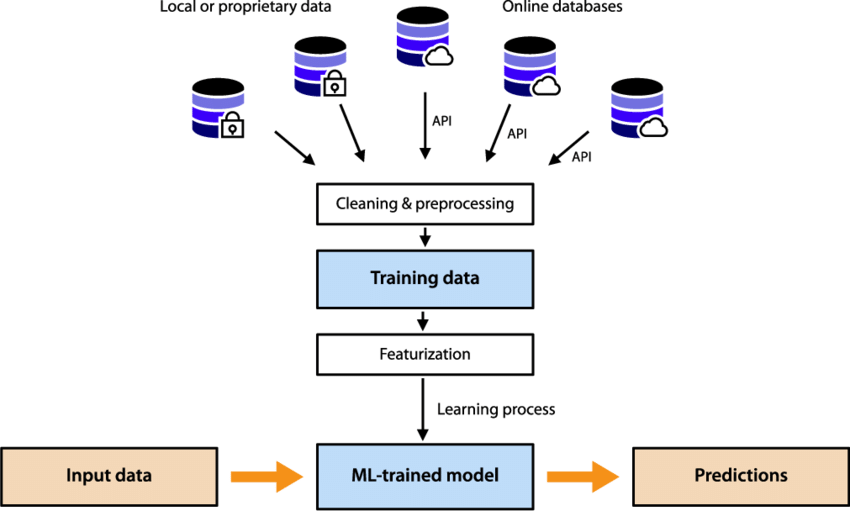 Local or proprietary data
Online databases
API
API
API
Cleaning & preprocessing
Training data
Featurization
Learning process
Input data
ML-trained model
Predictions